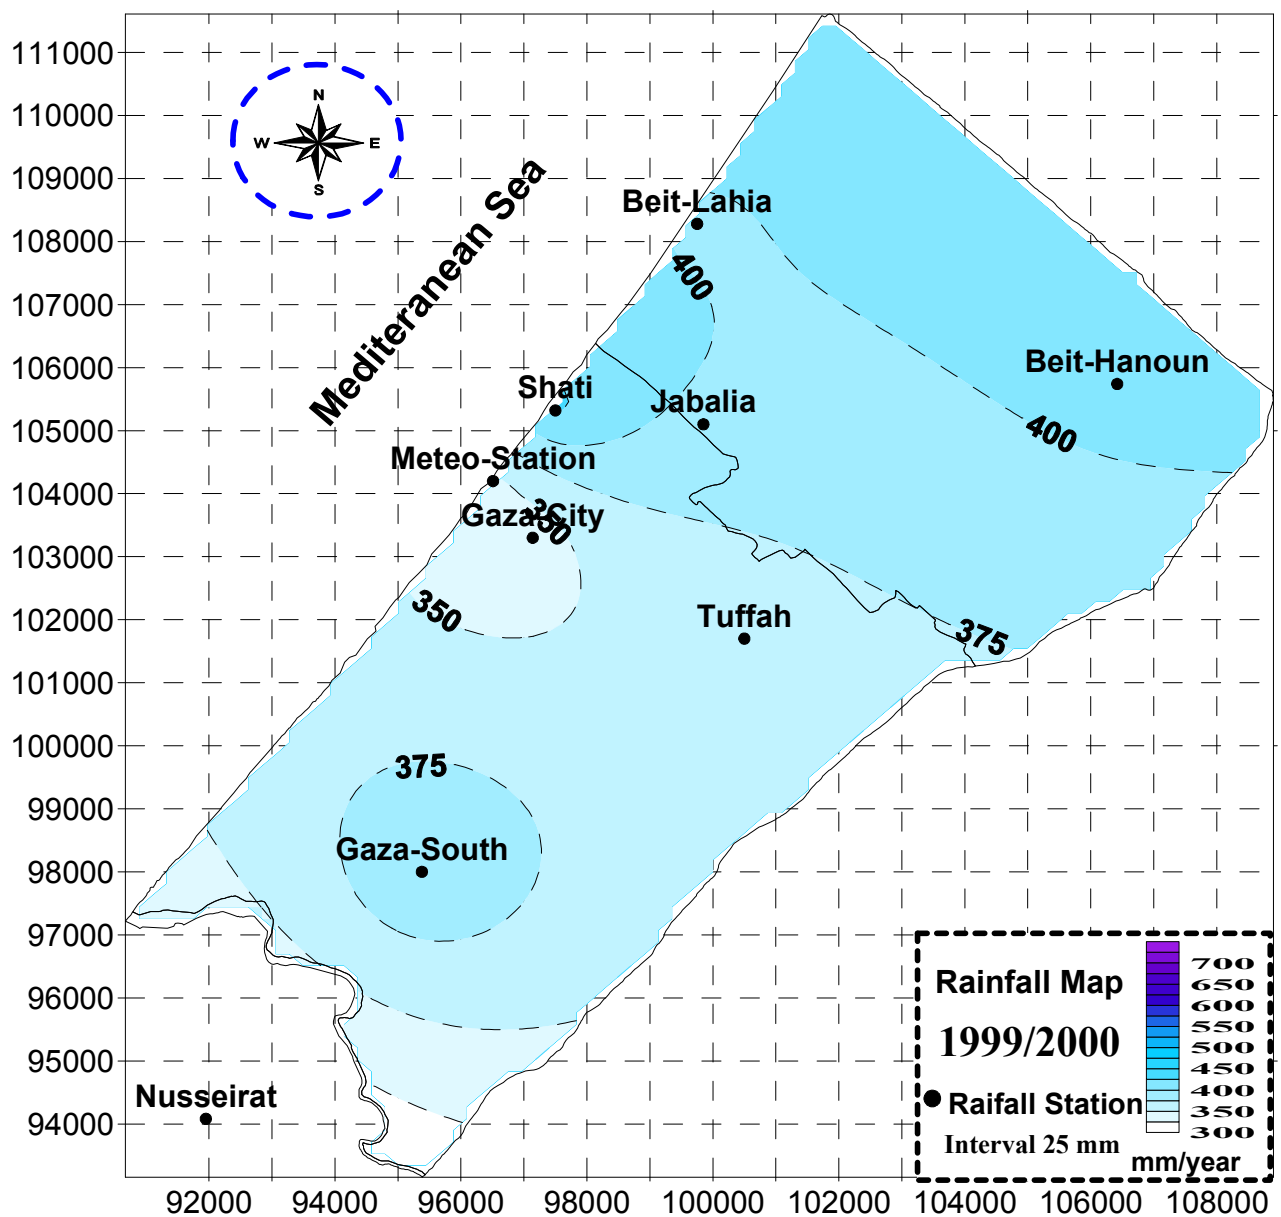 111000
110000
109000
108000
107000
106000
105000
104000
103000
102000
101000
100000
99000
98000
97000
96000
95000
94000
N
W E
S
Mediteranean Sea
Beit-Lahia
400
Beit-Hanoun
Shati
Jabalia
400
Meteo-Station
350
Gaza-City
350
Tuffah
375
375
Gaza-South
Nusseirat
Rainfall Map
1999/2000
Raifall Station
Interval 25 mm
700
650
600
550
500
450
400
350
300
mm/year
92000 94000 96000 98000 100000 102000 104000 106000 108000